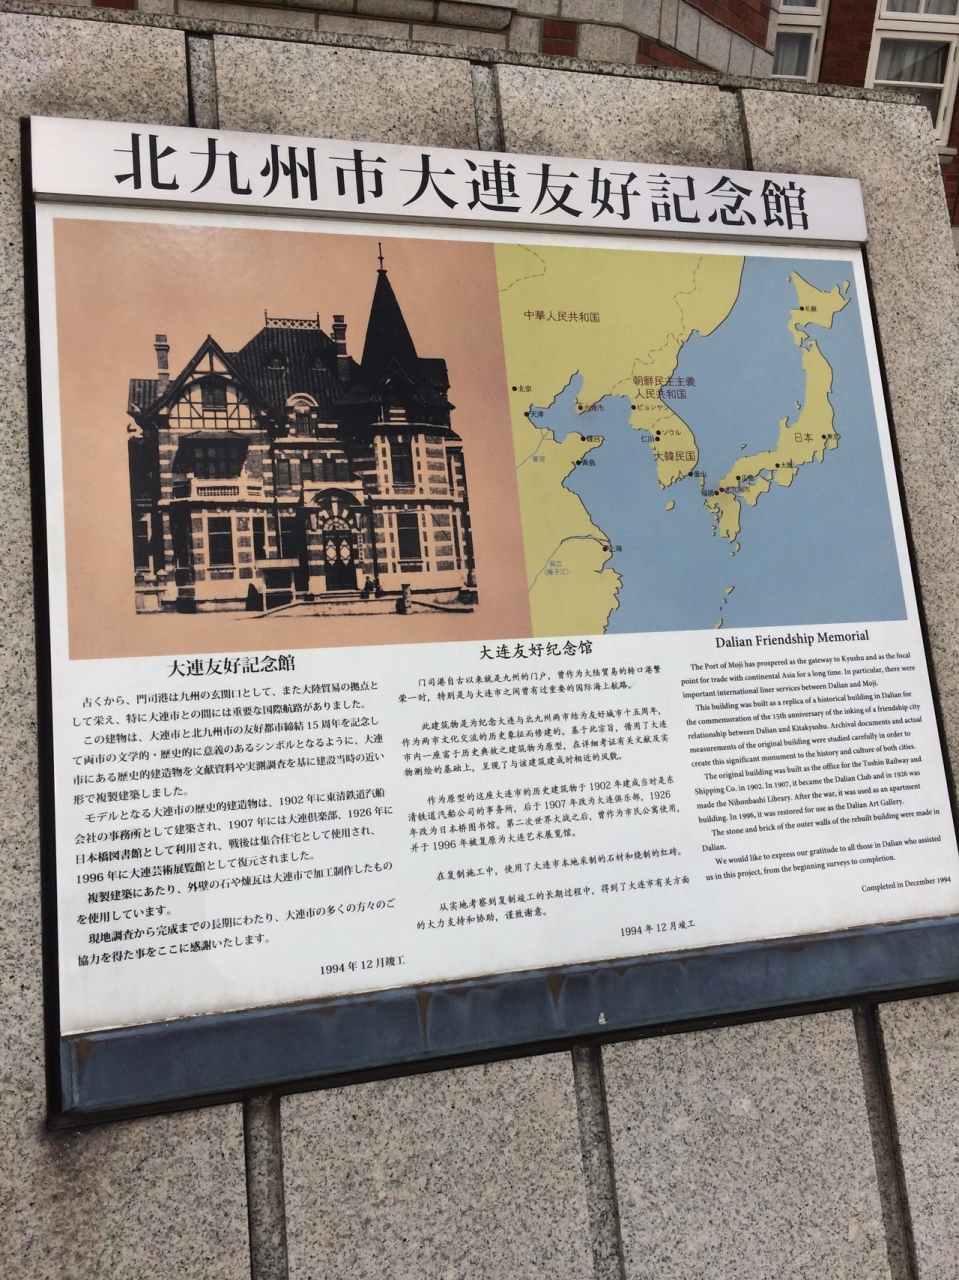 北九州市大連友好記念館
中華人民共和国
朝鮮民主主義
人民共和国
大韓民国
日本
札幌
北京
天津
大連市
ピョンヤン
ソウル
仁川
煙台
青島
釜山
福岡
北九州市
広島
大阪
東京
上海
黄河
長江
(揚子江)
大連友好記念館
古くから、門司港は九州の玄関口として、また大陸貿易の拠点と
して栄え、特に大連市との間には重要な国際航路がありました。
この建物は、大連市と北九州市の友好都市締結15周年を記念し
て両市の文学的・歴史的に意義のあるシンボルとなるように、大連
市にある歴史的建造物を文献資料や実測調査を基に建設当時の近い
形で複製建築しました。
モデルとなる大連市の歴史的建造物は、1902年に東清鉄道汽船
会社の事務所として建築され、1907年には大連倶楽部、1926年に
日本橋図書館として利用され、戦後は集合住宅として使用され、
1996年に大連芸術展覧館として復元されました。
複製建築にあたり、外壁の石や煉瓦は大連市で加工制作したもの
を使用しています。
現地調査から完成までの長期にわたり、大連市の多くの方々のご
協力を得た事をここに感謝いたします。
1994年12月竣工
大连友好纪念馆
门司港自古以来就是九州的门户，曾作为大陆贸易的转口港繁
荣一时，特别是与大连市之间曾有过重要的国际海上航路。
此建筑物是为纪念大连与北九州两市结为友好城市十五周年，
作为两市文化交流的历史象征而修建的。基于此宗旨，借用了大连
市内一座富于历史典故之建筑物为原型，在详细考证有关文献及实
物测绘的基础上，呈现了与该建筑建成时相近的风貌。
作为原型的这座大连市的历史建筑物于1902年建成当时是东
清铁道汽船公司的事务所，后于1907年改为大连俱乐部，1926
年改为日本桥图书馆。第二次世界大战之后，曾作为市民公寓使用，
并于1996年被复原为大连艺术展览馆。
在复制施工中，使用了大连市本地采制的石材和烧制的红砖。
从实地考察到复制竣工的长期过程中，得到了大连市有关方面
的大力支持和协助，谨致谢意。
1994年12月竣工
Dalian Friendship Memorial
The Port of Moji has prospered as the gateway to Kyushu and as the focal
point for trade with continental Asia for a long time. In particular, there were
important international liner services between Dalian and Moji.
This building was built as a replica of a historical building in Dalian for
the commemoration of the 15th anniversary of the inking of a friendship city
relationship between Dalian and Kitakyushu. Archival documents and actual
measurements of the original building were studied carefully in order to
create this significant monument to the history and culture of both cities.
The original building was built as the office for the Toshin Railway and
Shipping Co. in 1902. In 1907, it became the Dalian Club and in 1926 was
made the Nihonbashi Library. After the war, it was used as an apartment
building. In 1996, it was restored for use as the Dalian Art Gallery.
The stone and brick of the outer walls of the rebuilt building were made in
Dalian.
We would like to express our gratitude to all those in Dalian who assisted
us in this project, from the beginning surveys to completion.
Completed in December 1994